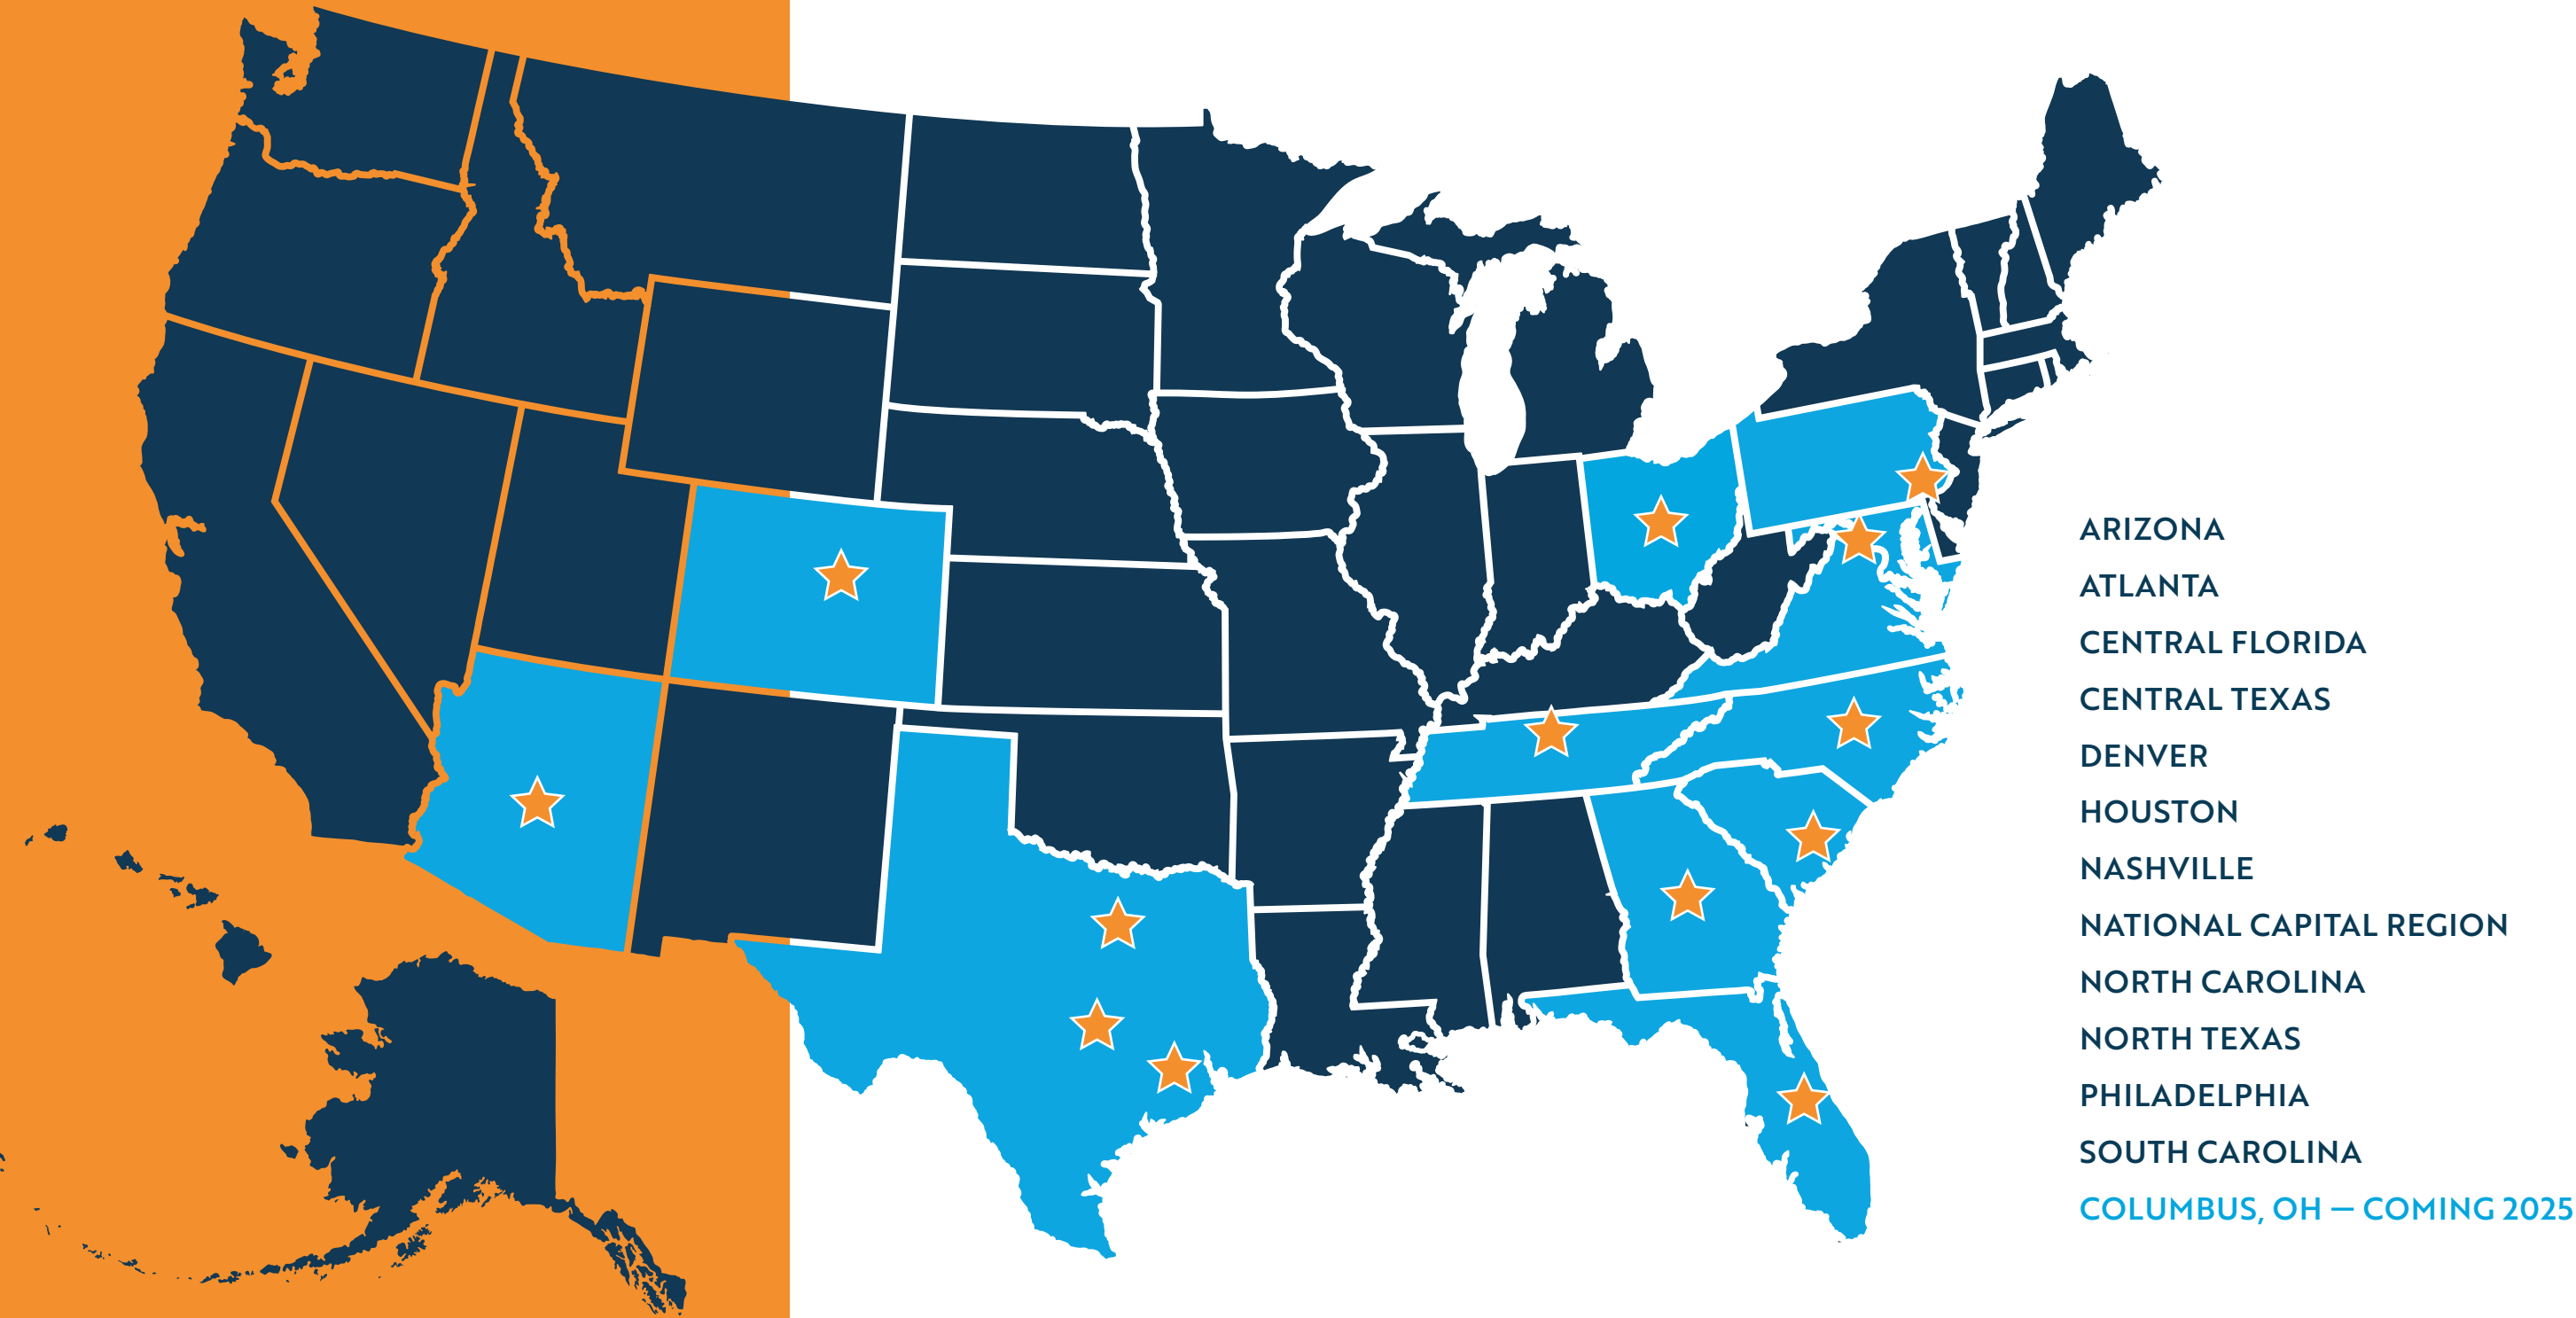 ARIZONA
ATLANTA
CENTRAL FLORIDA
CENTRAL TEXAS
DENVER
HOUSTON
NASHVILLE
NATIONAL CAPITAL REGION
NORTH CAROLINA
NORTH TEXAS
PHILADELPHIA
SOUTH CAROLINA
COLUMBUS, OH — COMING 2025